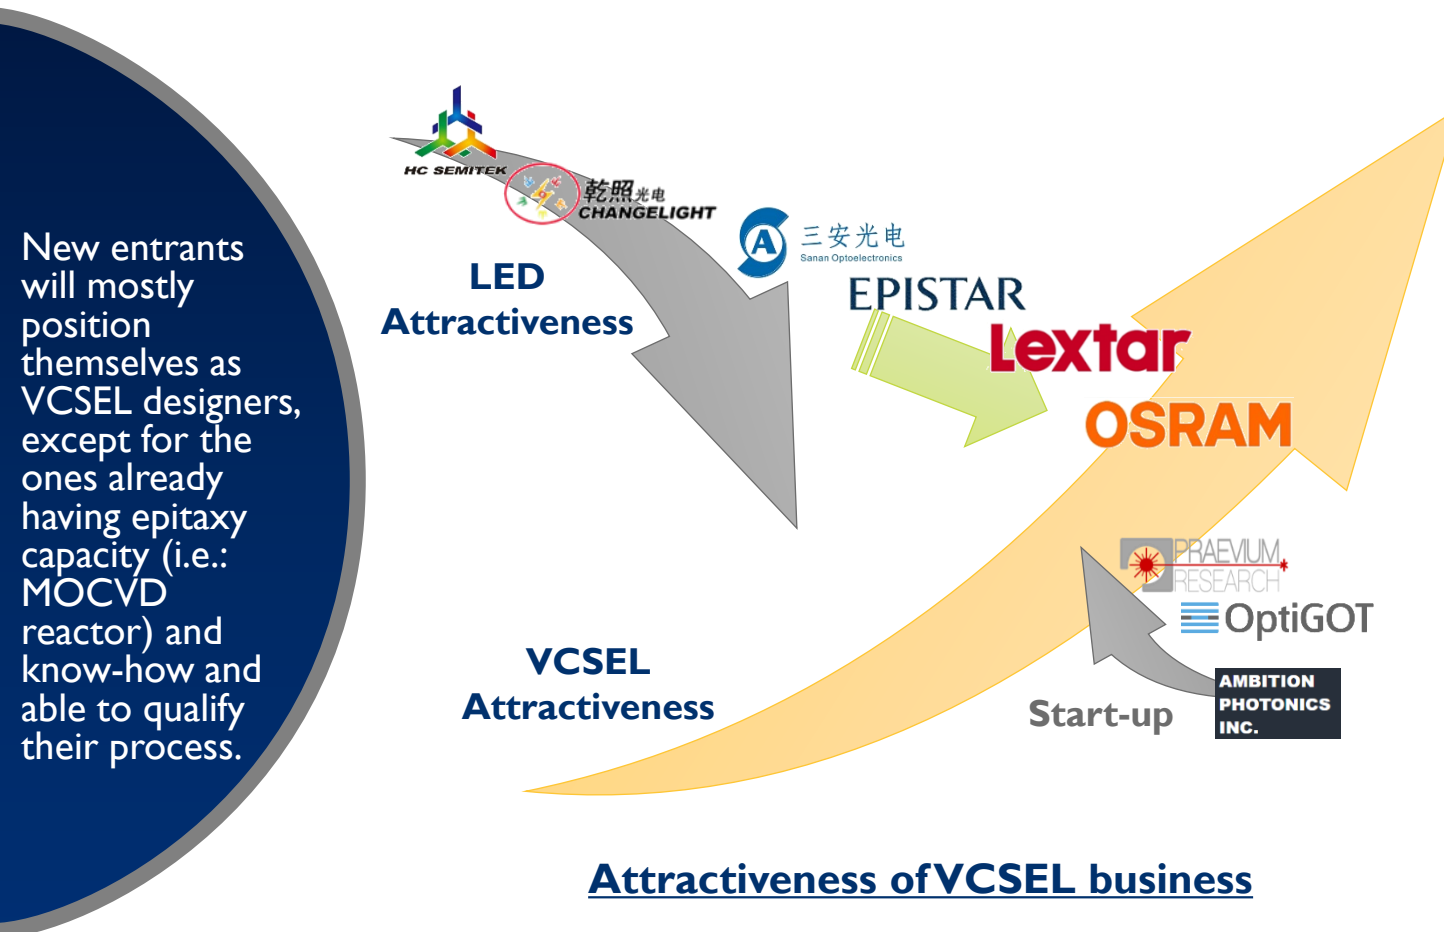 New entrants
will mostly
position
themselves as
VCSEL designers,
except for the
ones already
having epitaxy
capacity (i.e.:
MOCVD
reactor) and
know-how and
able to qualify
their process.
HC SEMITEK
乾照光电
CHANGELIGHT
LED
Attractiveness
A
三安光电
Sanan Optoelectronics
EPISTAR
Lextar
OSRAM
PRAEVIUM
RESEARCH
OptiGOT
VCSEL
Attractiveness
Start-up
AMBITION
PHOTONICS
INC.
Attractiveness of VCSEL business